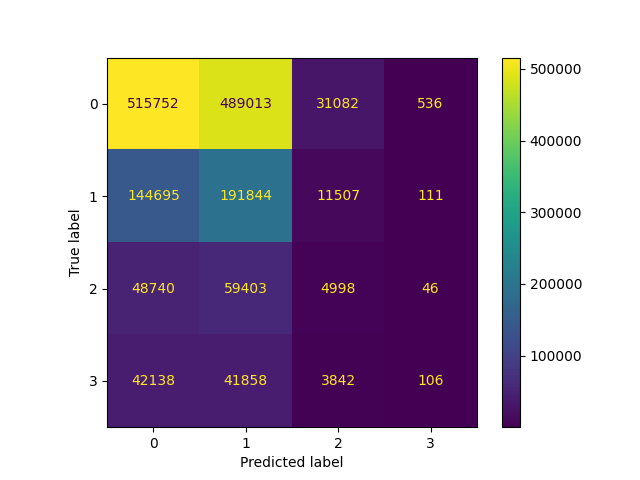 0 515752 489013 31082 536
1 144695 191844 11507 111
2 48740 59403 4998 46
3 42138 41858 3842 106
0 1 2 3
Predicted label
True label
500000
400000
300000
200000
100000